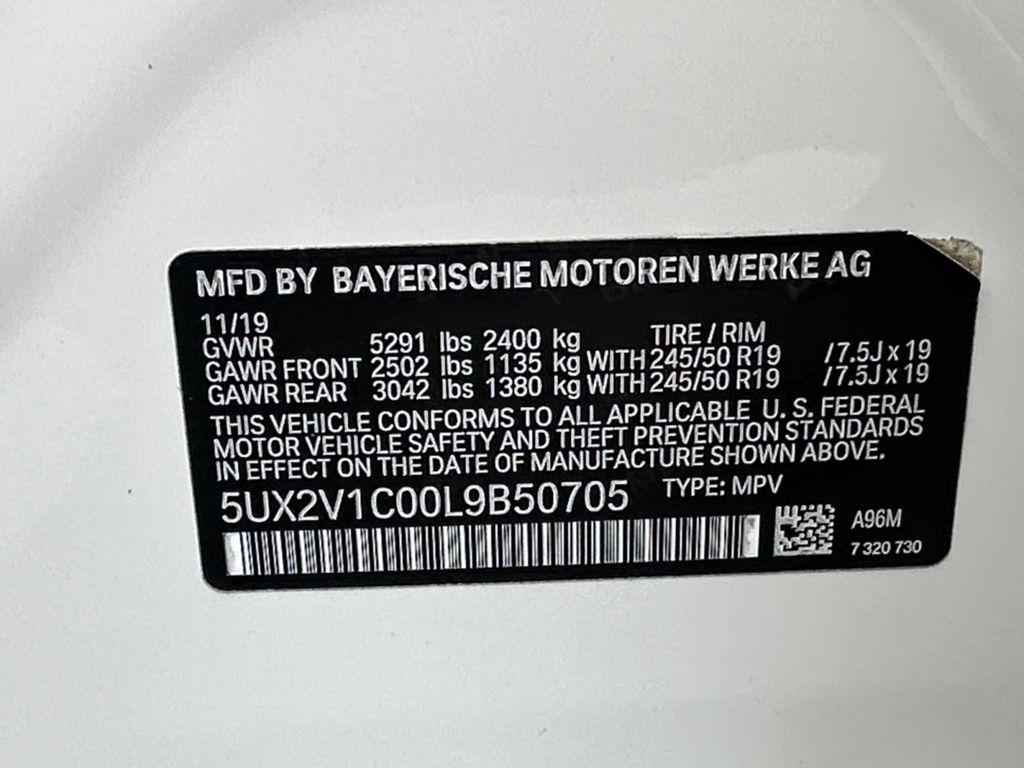 MFD BY BAYERISCHE MOTOREN WERKE AG
11/19
TIRE / RIM
GVWR 5291 lbs 2400 kg
GAWR FRONT 2502 lbs 1135 kg WITH 245/50 R19 /7.5J x 19
GAWR REAR 3042 lbs 1380 kg WITH 245/50 R19 /7.5J x 19
THIS VEHICLE CONFORMS TO ALL APPLICABLE U. S. FEDERAL
MOTOR VEHICLE SAFETY AND THEFT PREVENTION STANDARDS
IN EFFECT ON THE DATE OF MANUFACTURE SHOWN ABOVE.
5UX2V1C00L9B50705 TYPE: MPV
A96M
7 320 730